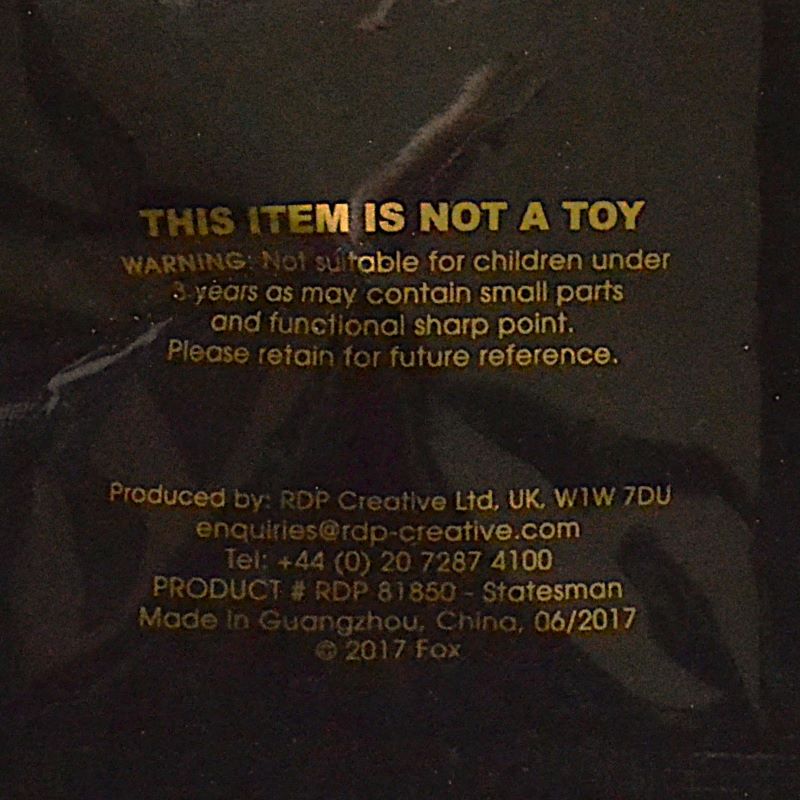 THIS ITEM IS NOT A TOY
WARNING: Not suitable for children under
3 years as may contain small parts
and functional sharp point.
Please retain for future reference.
Produced by: RDP Creative Ltd, UK, W1W 7DU
enquiries@rdp-creative.com
Tel: +44 (0) 20 7287 4100
PRODUCT # RDP 81850 - Statesman
Made in Guangzhou, China, 06/2017
© 2017 Fox